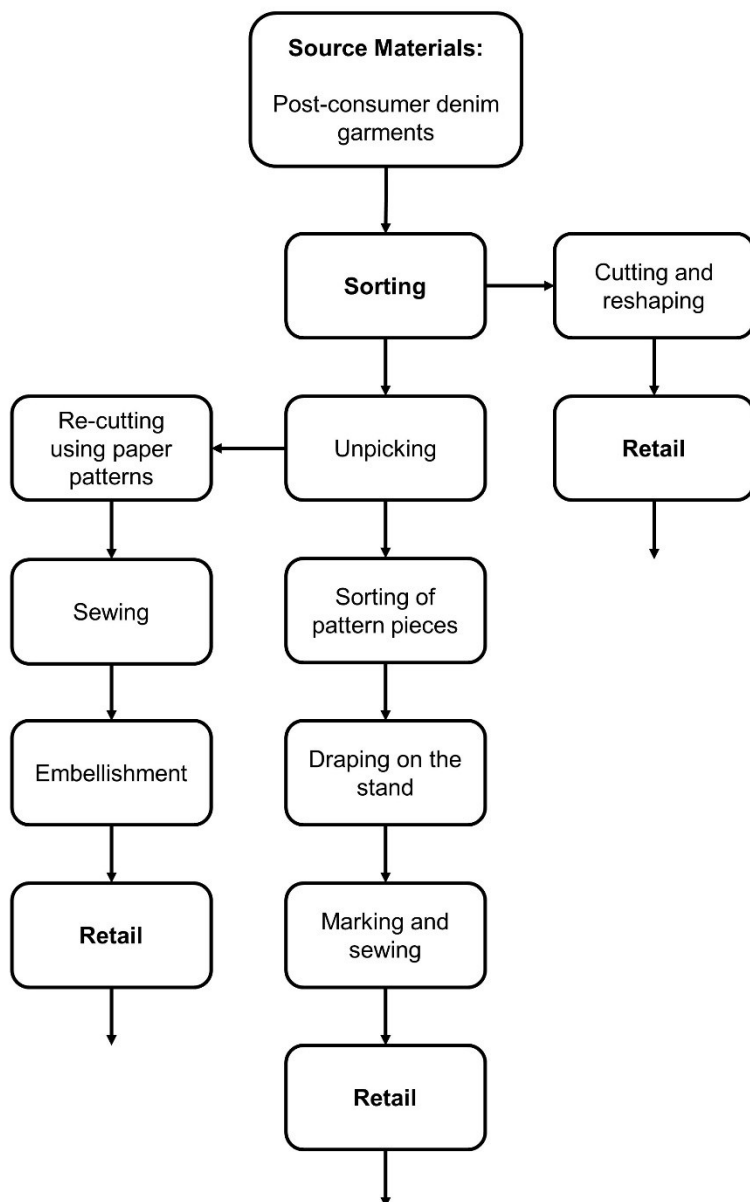 Source Materials:
Post-consumer denim
garments
Sorting
Cutting and
reshaping
Re-cutting
using paper
patterns
Unpicking
Retail
Sewing
Sorting of
pattern pieces
Embellishment
Draping on the
stand
Retail
Marking and
sewing
Retail